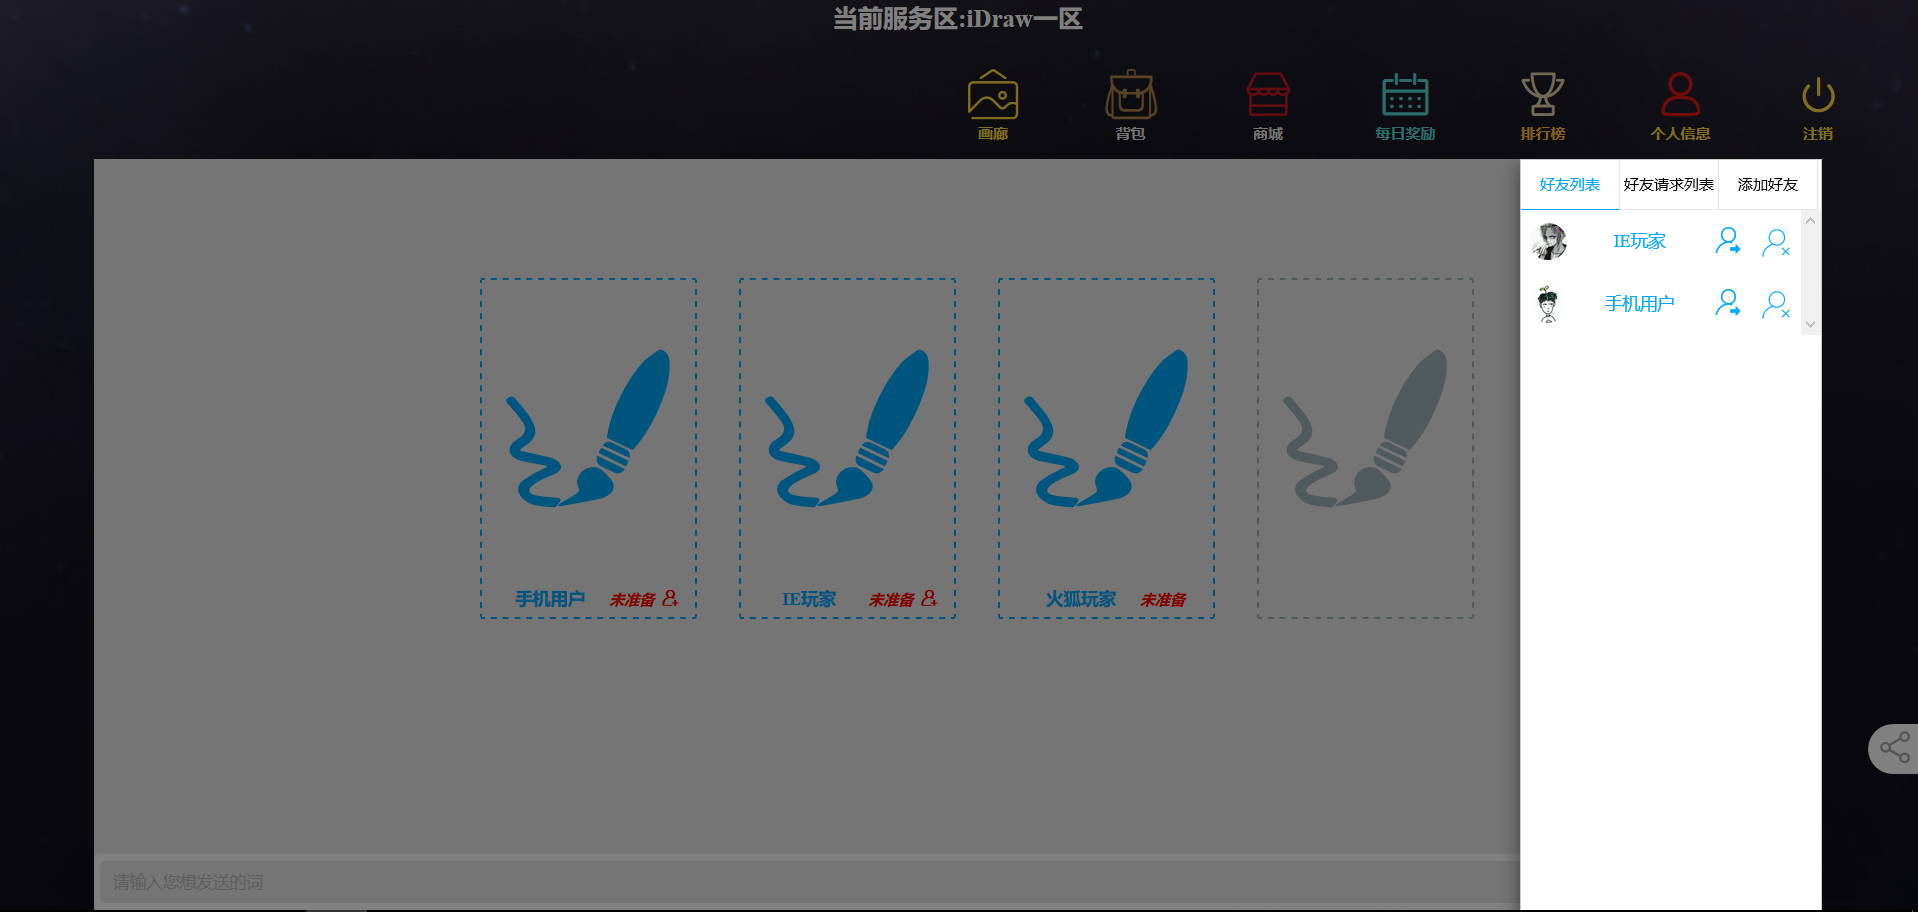 当前服务区:iDraw一区
画廊 背包 商城 每日奖励 排行榜 个人信息 注销
好友列表 好友请求列表 添加好友
IE玩家
手机用户
手机用户 未准备 IE玩家 未准备 火狐玩家 未准备
请输入您想发送的词